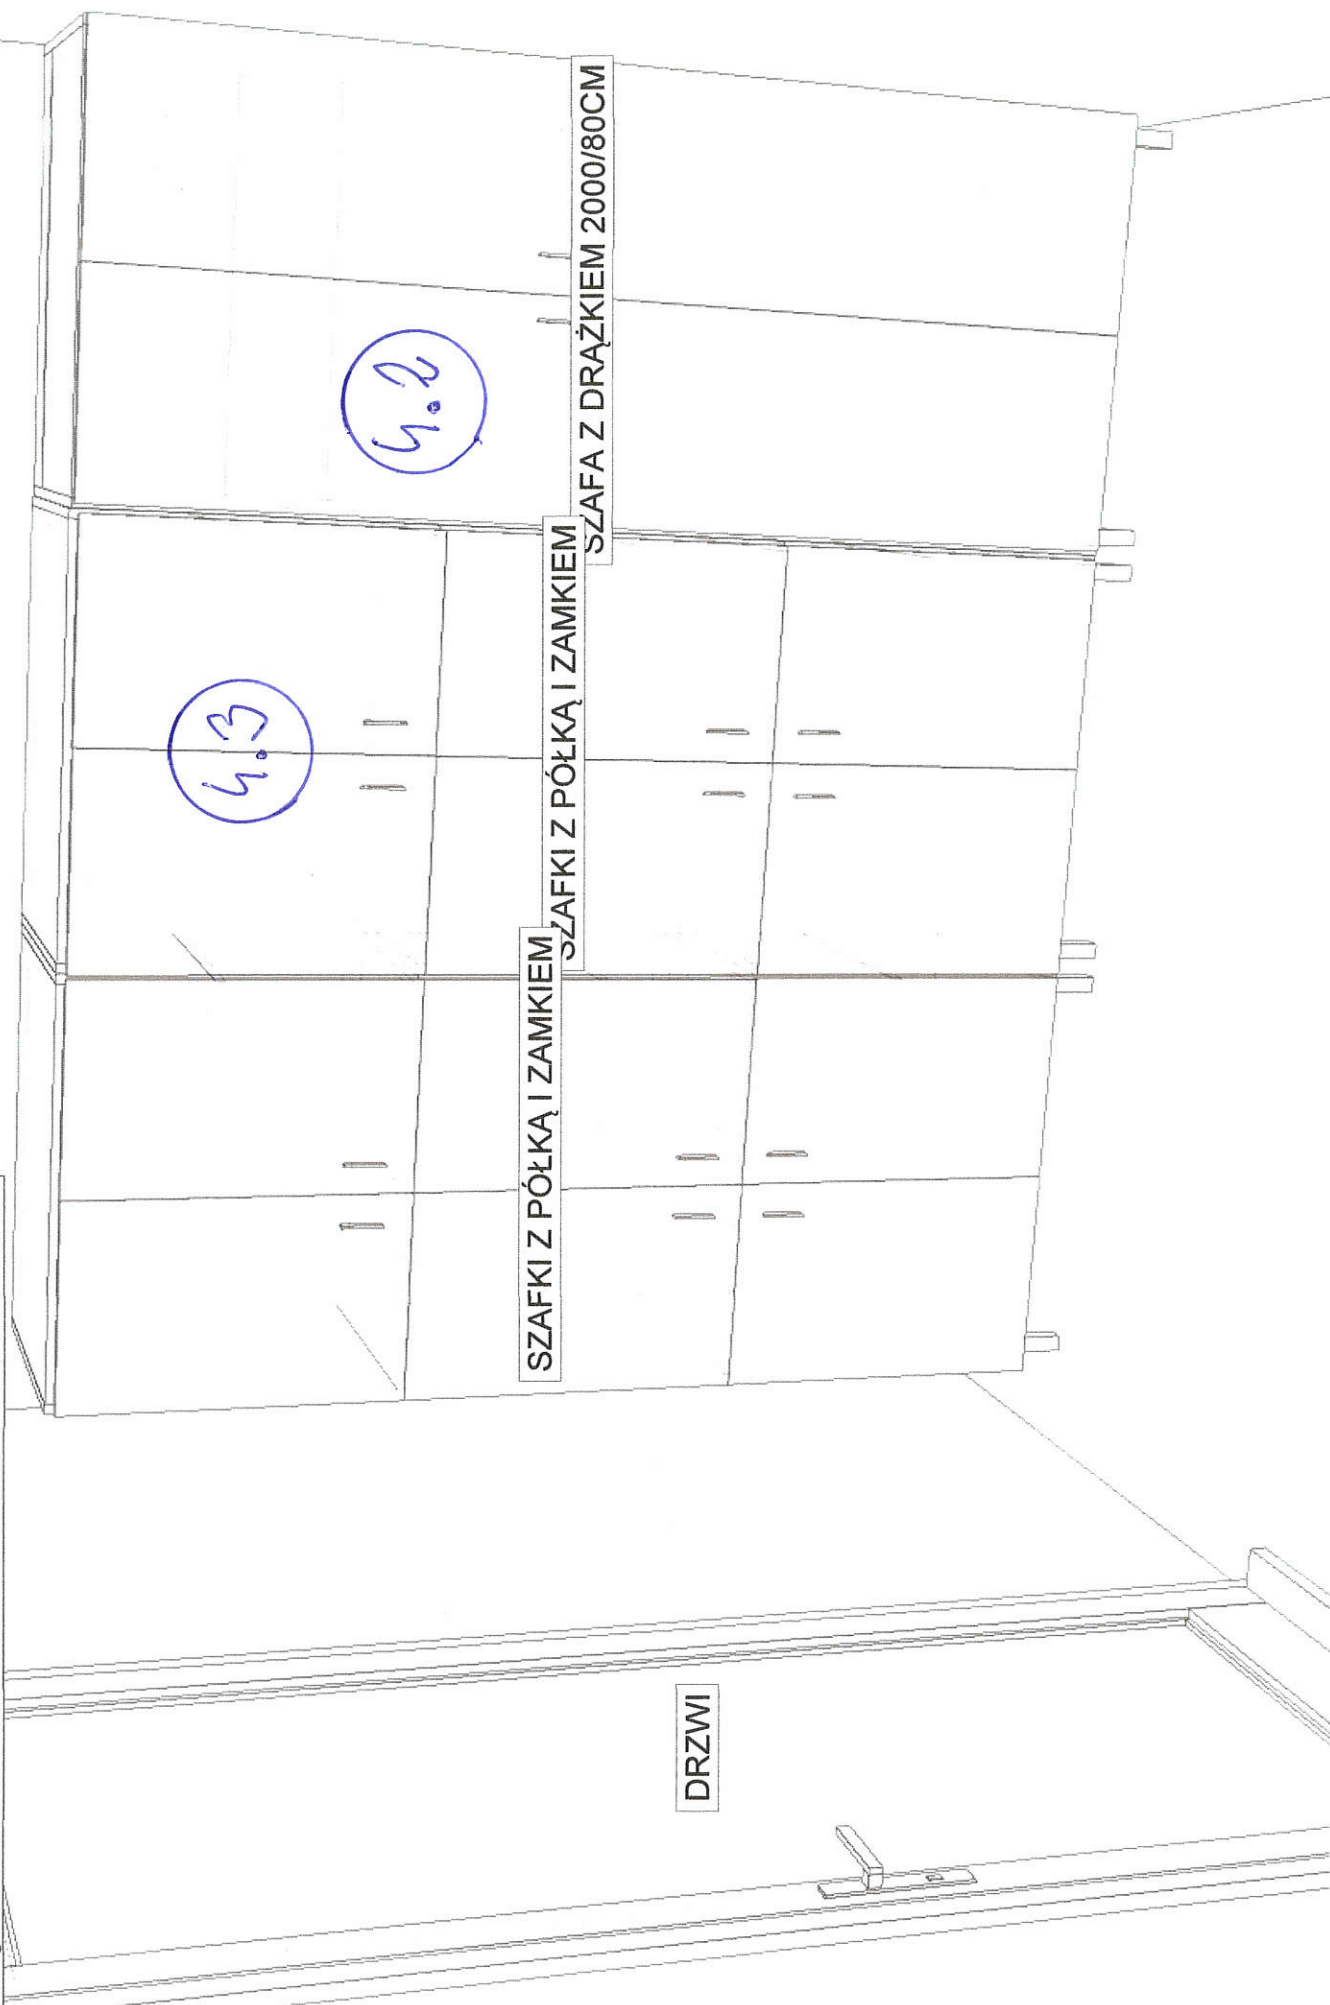 DRZWI
SZAFKI Z PÓŁKĄ I ZAMKIEM
SZAFKI Z PÓŁKĄ I ZAMKIEM
SZAFA Z DRĄŻKIEM 2000/80CM
4.3
4.2